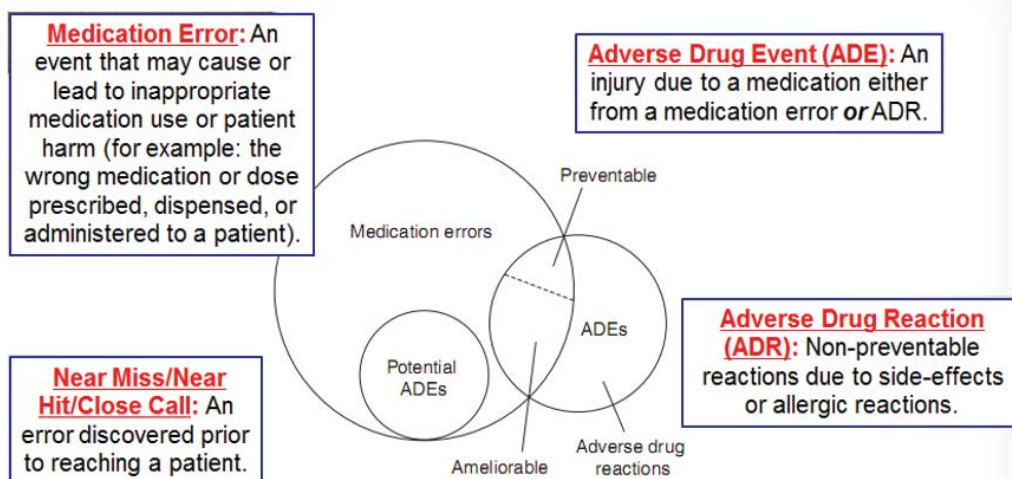 Medication Error: An
event that may cause or
lead to inappropriate
medication use or patient
harm (for example: the
wrong medication or dose
prescribed, dispensed, or
administered to a patient).
Adverse Drug Event (ADE): An
injury due to a medication either
from a medication error or ADR.
Preventable
Medication errors
ADEs
Potential
ADEs
Adverse Drug Reaction
(ADR): Non-preventable
reactions due to side-effects
or allergic reactions.
Near Miss/Near
Hit/Close Call: An
error discovered prior
to reaching a patient.
Ameliorable
Adverse drug
reactions